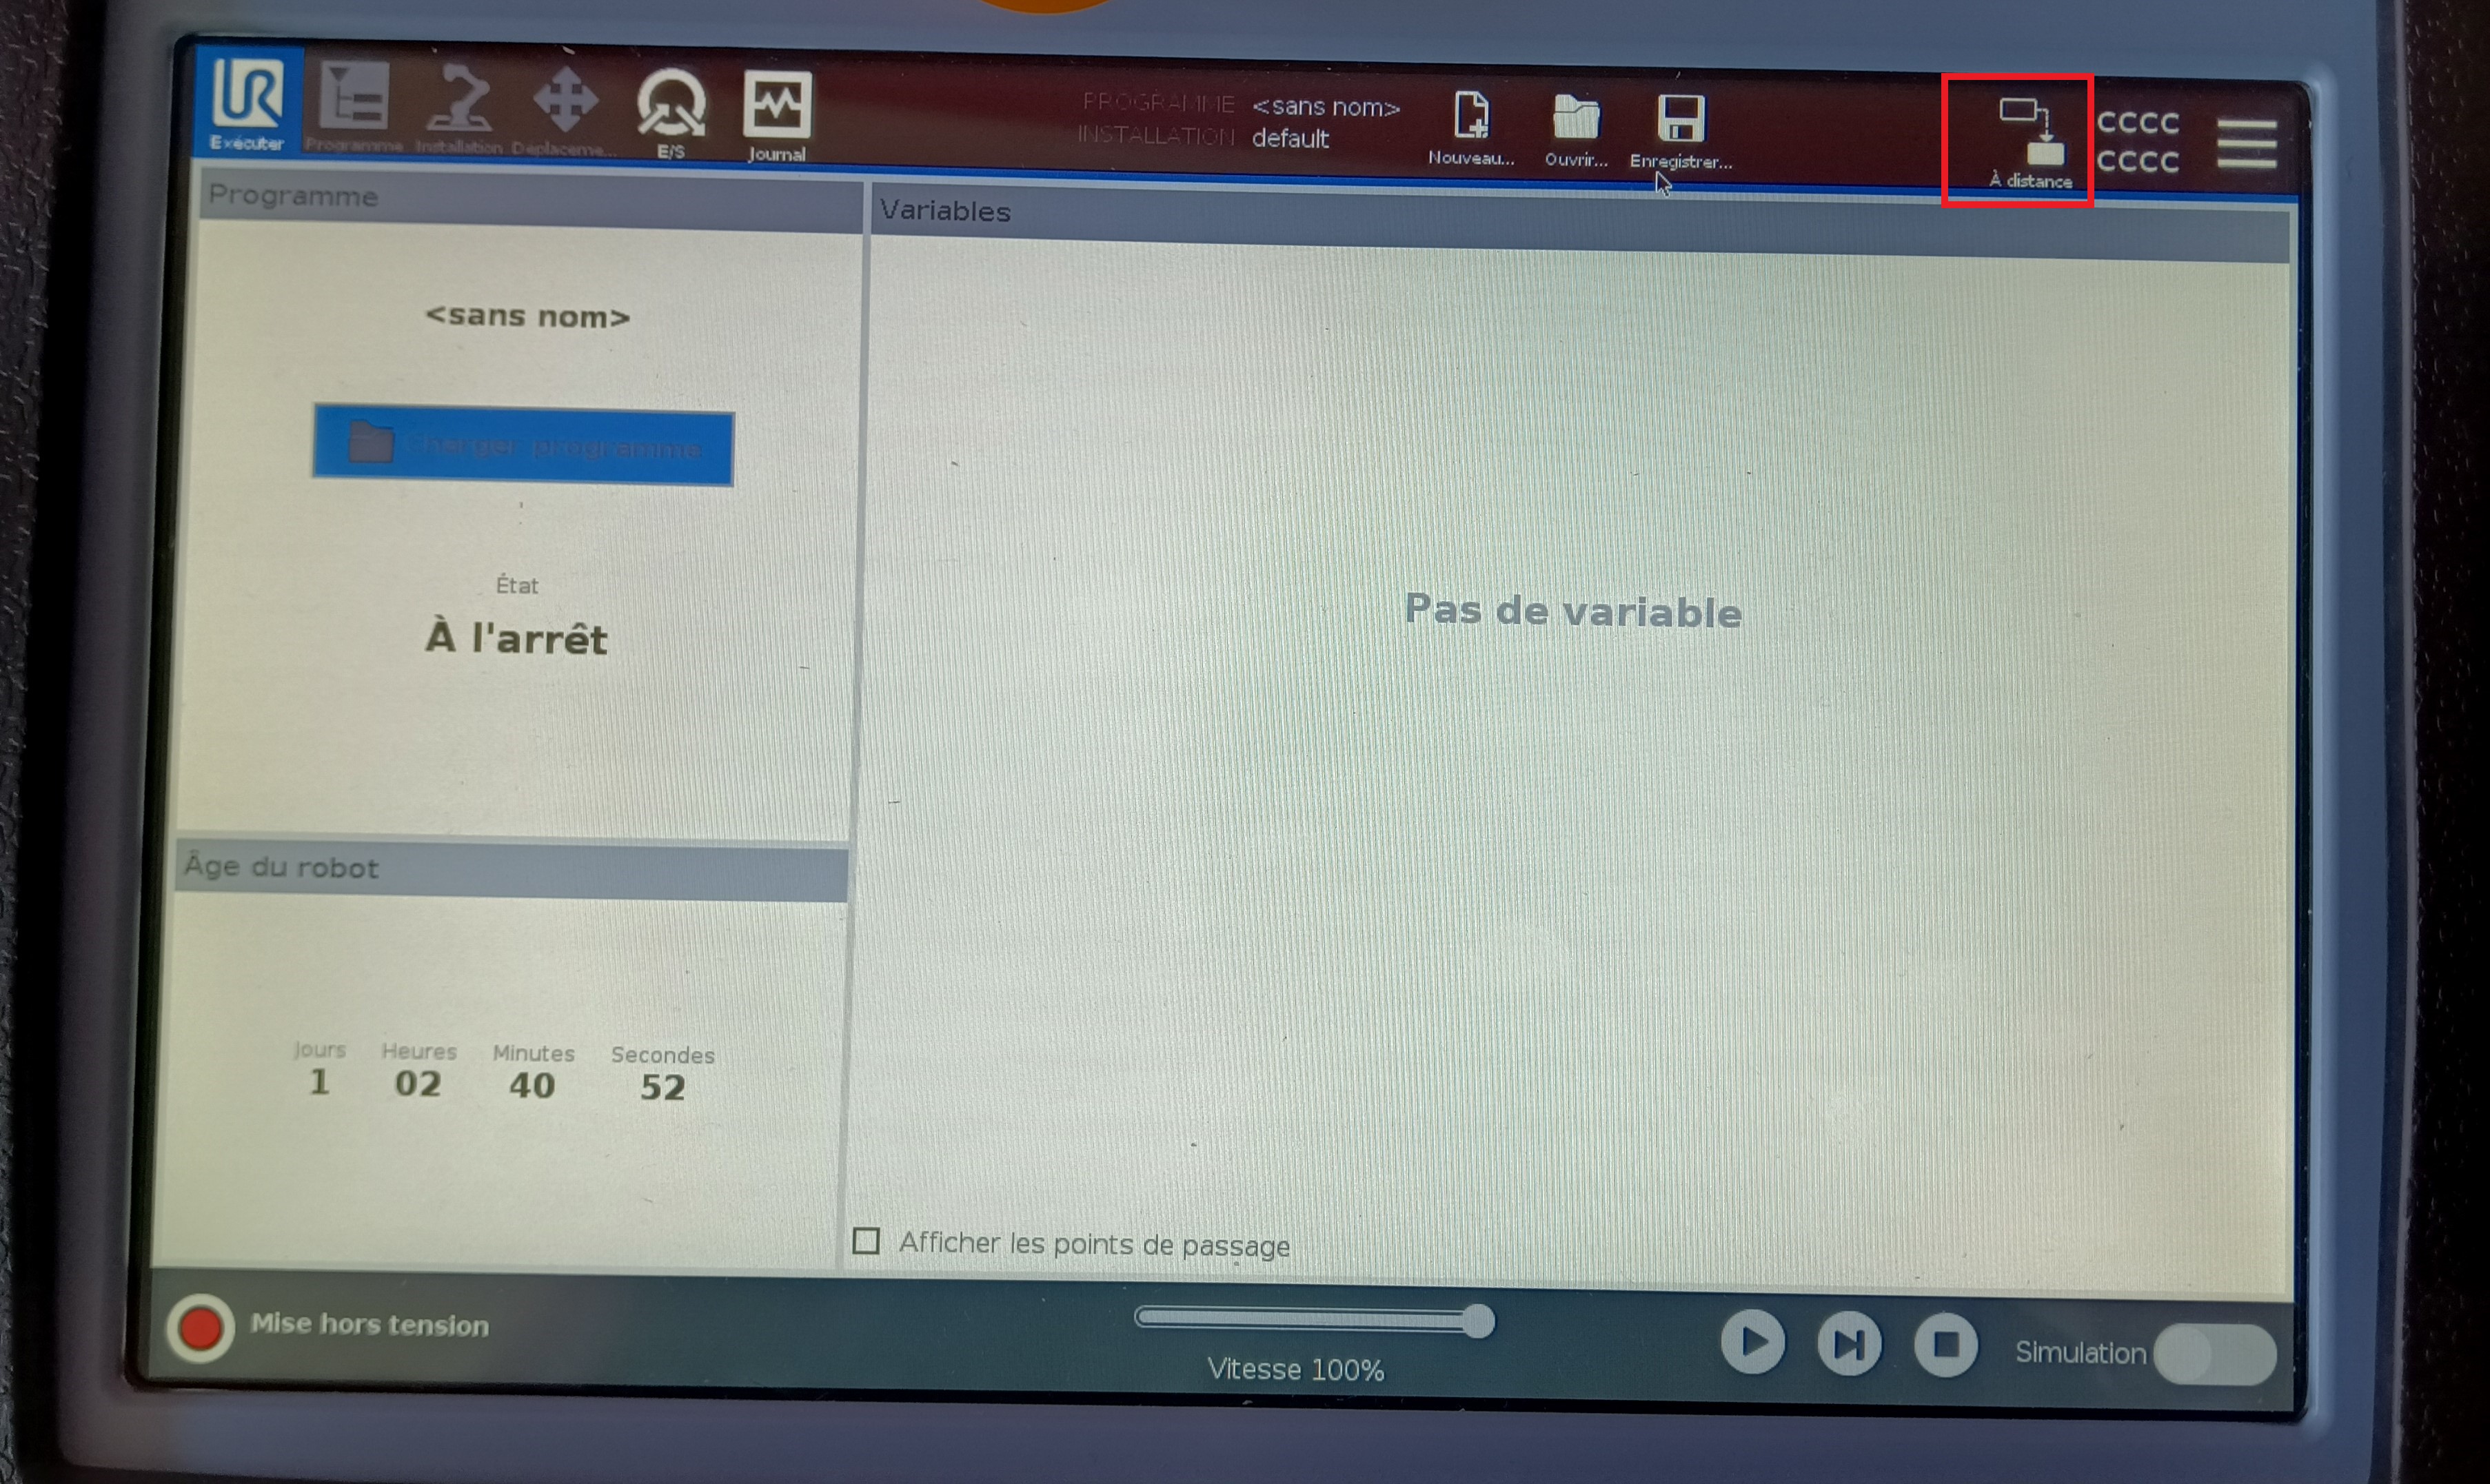 UR
Exécuter
Programme
Installation
Déplaceme...
E/S
Journal
PROGRAMME <sans nom>
INSTALLATION default
Nouveau...
Ouvrir...
Enregistrer...
À distance
CCCC
CCCC
Programme
<sans nom>
Charger programme
État
À l'arrêt
Variables
Pas de variable
Âge du robot
Jours Heures Minutes Secondes
1 02 40 52
Afficher les points de passage
Mise hors tension
Vitesse 100%
Simulation